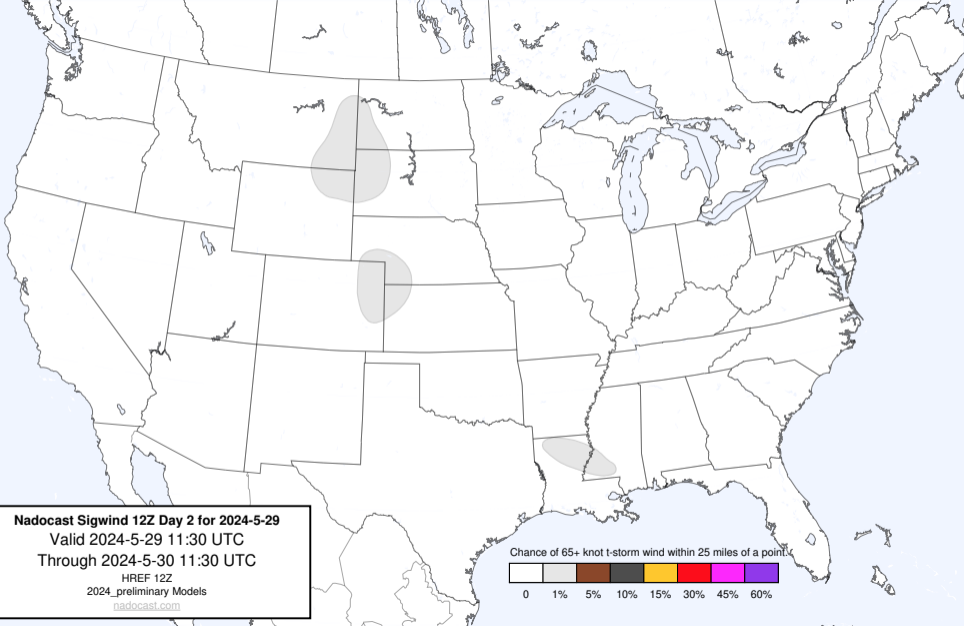 Nadocast Sigwind 12Z Day 2 for 2024-5-29
Valid 2024-5-29 11:30 UTC
Through 2024-5-30 11:30 UTC
HREF 12Z
2024_preliminary Models
nadocast.com
Chance of 65+ knot t-storm wind within 25 miles of a point.
0 1% 5% 10% 15% 30% 45% 60%